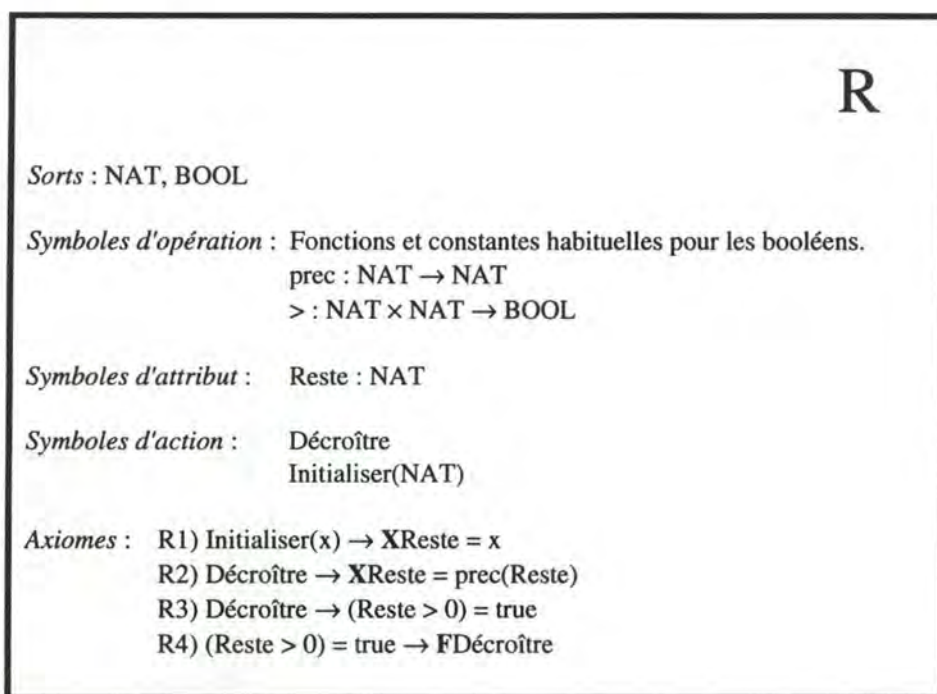 R
Sorts : NAT, BOOL
Symboles d'opération : Fonctions et constantes habituelles pour les booléens.
prec : NAT → NAT
> : NAT × NAT → BOOL
Symboles d'attribut : Reste : NAT
Symboles d'action : Décroître
Initialiser(NAT)
Axiomes : R1) Initialiser(x) → XReste = x
R2) Décroître → XReste = prec(Reste)
R3) Décroître → (Reste > 0) = true
R4) (Reste > 0) = true → FDécroître